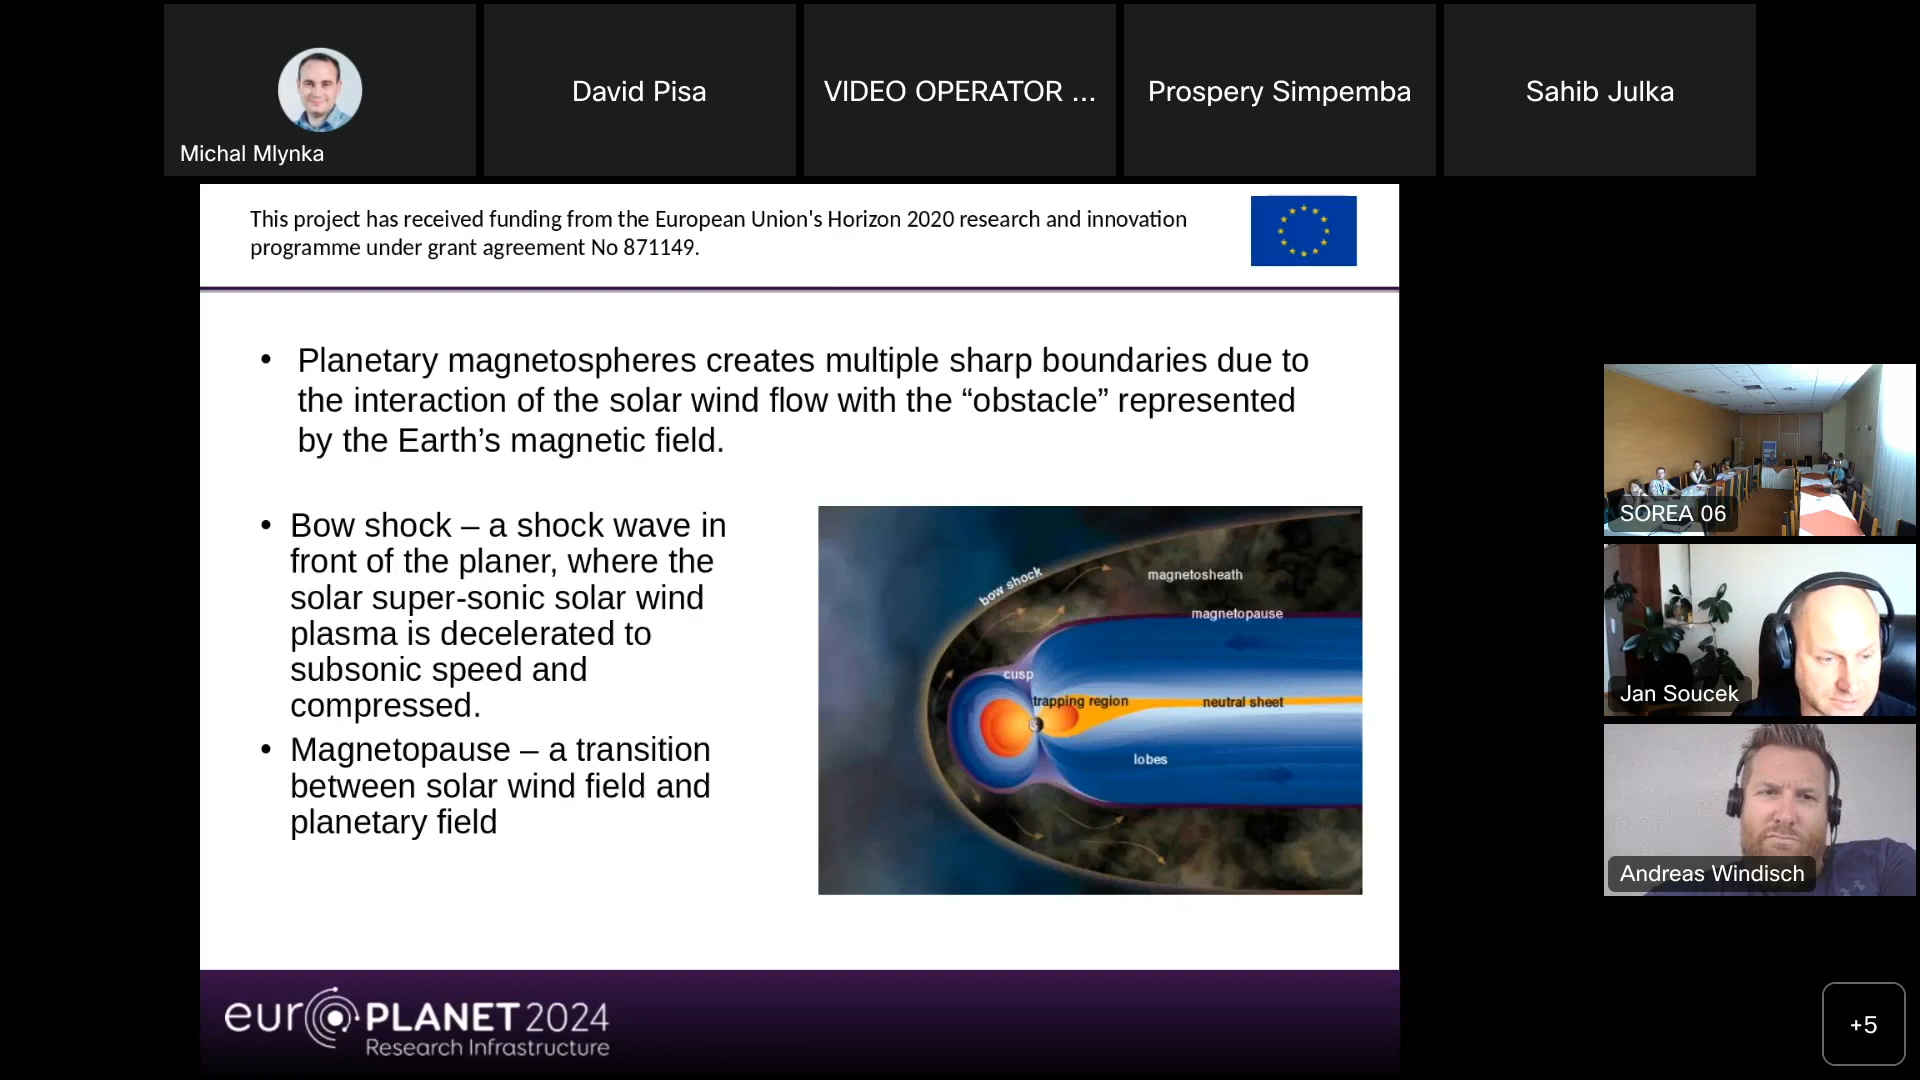 Michal Mlynka
David Pisa
VIDEO OPERATOR ...
Prospery Simpemba
Sahib Julka
This project has received funding from the European Union's Horizon 2020 research and innovation
programme under grant agreement No 871149.
• Planetary magnetospheres creates multiple sharp boundaries due to
the interaction of the solar wind flow with the “obstacle” represented
by the Earth’s magnetic field.
• Bow shock – a shock wave in
front of the planer, where the
solar super-sonic solar wind
plasma is decelerated to
subsonic speed and
compressed.
• Magnetopause – a transition
between solar wind field and
planetary field
bow shock
magnetosheath
magnetopause
cusp
trapping region
neutral sheet
lobes
SOREA 06
Jan Soucek
Andreas Windisch
euroPLANET 2024
Research Infrastructure
+5